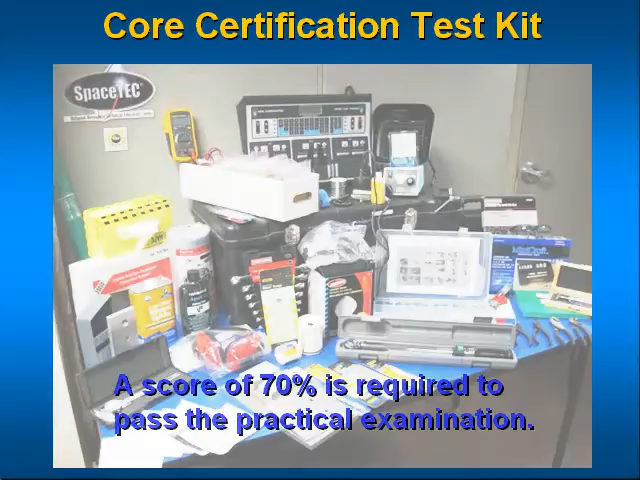 Core Certification Test Kit
SpaceTEC
A score of 70% is required to
pass the practical examination.